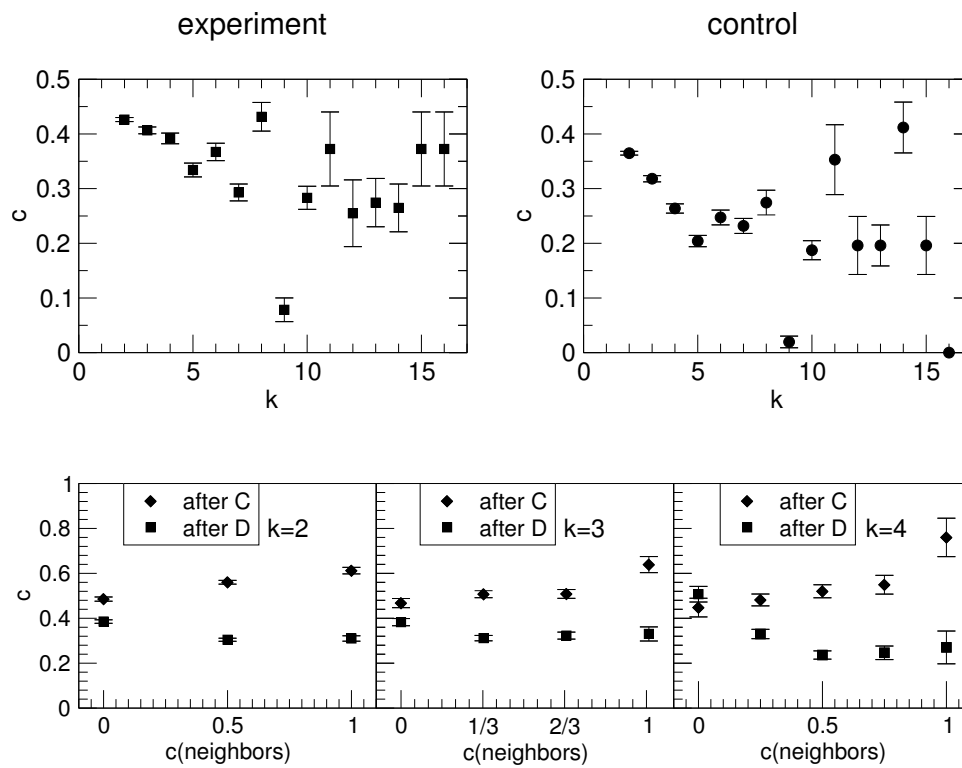 experiment
control
0.5
0.4
0.3
0.2
0.1
0
c
0 5 10 15
k
0.5
0.4
0.3
0.2
0.1
0
c
0 5 10 15
k
1
0.8
0.6
0.4
0.2
0
c
after C
after D k=2
0 0.5 1
c(neighbors)
after C
after D k=3
0 1/3 2/3 1
c(neighbors)
after C
after D k=4
0 0.5 1
c(neighbors)